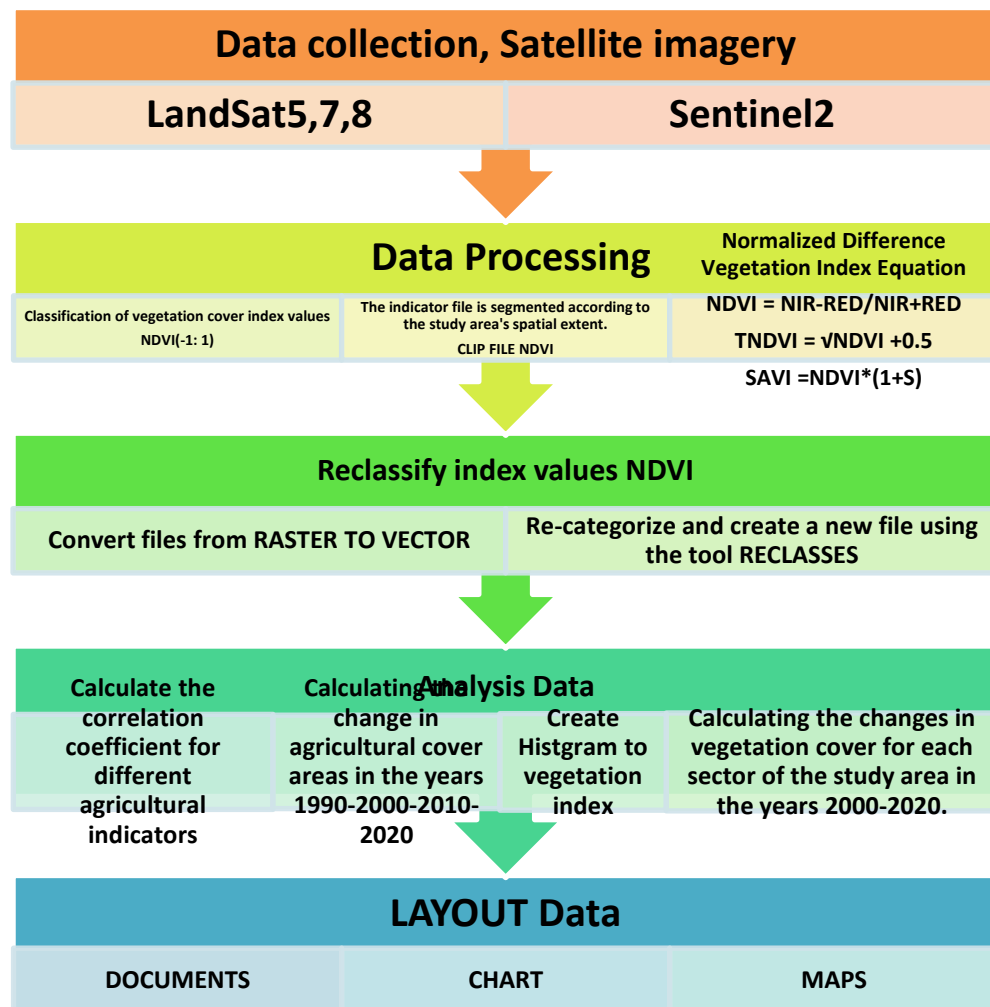 Data collection, Satellite imagery
LandSat5,7,8
Sentinel2
Data Processing
Classification of vegetation cover index values
NDVI(-1: 1)
The indicator file is segmented according to
the study area's spatial extent.
CLIP FILE NDVI
Normalized Difference
Vegetation Index Equation
NDVI = NIR-RED/NIR+RED
TNDVI = √NDVI +0.5
SAVI =NDVI*(1+S)
Reclassify index values NDVI
Convert files from RASTER TO VECTOR
Re-categorize and create a new file using
the tool RECLASSES
Analysis Data
Calculate the
correlation
coefficient for
different
agricultural
indicators
Calculating the
change in
agricultural cover
areas in the years
1990-2000-2010-
2020
Create
Histgram to
vegetation
index
Calculating the changes in
vegetation cover for each
sector of the study area in
the years 2000-2020.
LAYOUT Data
DOCUMENTS
CHART
MAPS